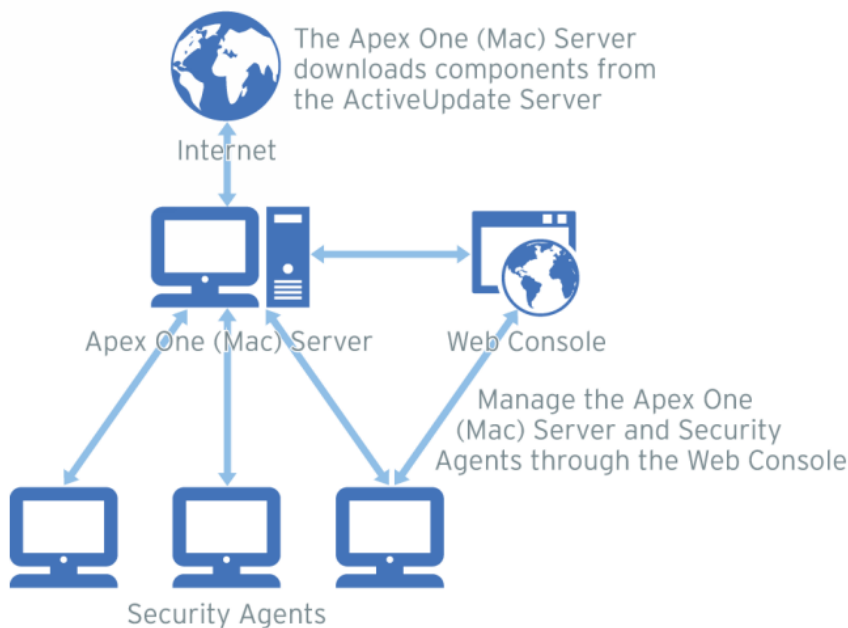 The Apex One (Mac) Server
downloads components from
the ActiveUpdate Server
Internet
Apex One (Mac) Server
Web Console
Manage the Apex One
(Mac) Server and Security
Agents through the Web Console
Security Agents